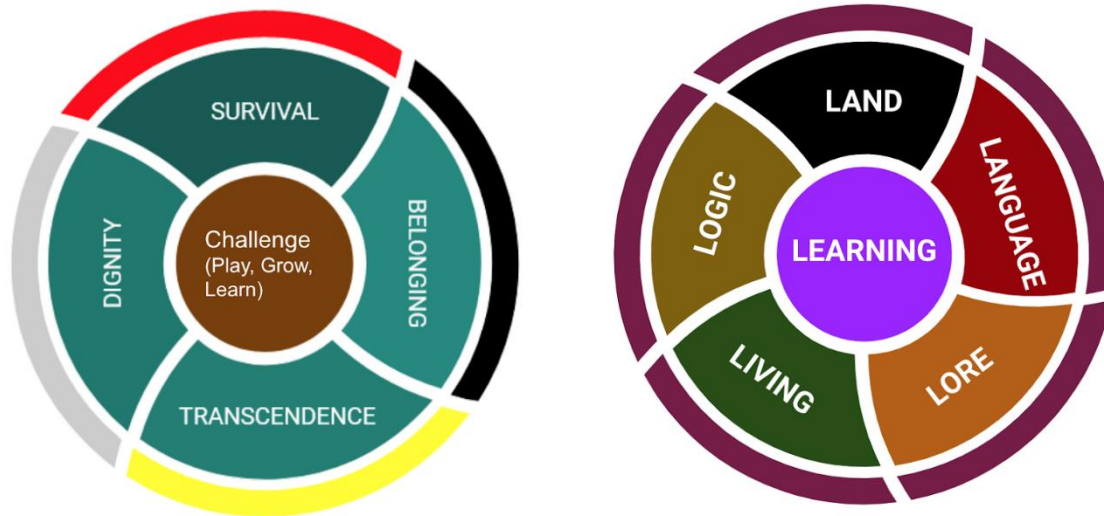 SURVIVAL
BELONGING
TRANSCENDENCE
DIGNITY
Challenge
(Play, Grow,
Learn)
LAND
LANGUAGE
LORE
LIVING
LOGIC
LEARNING